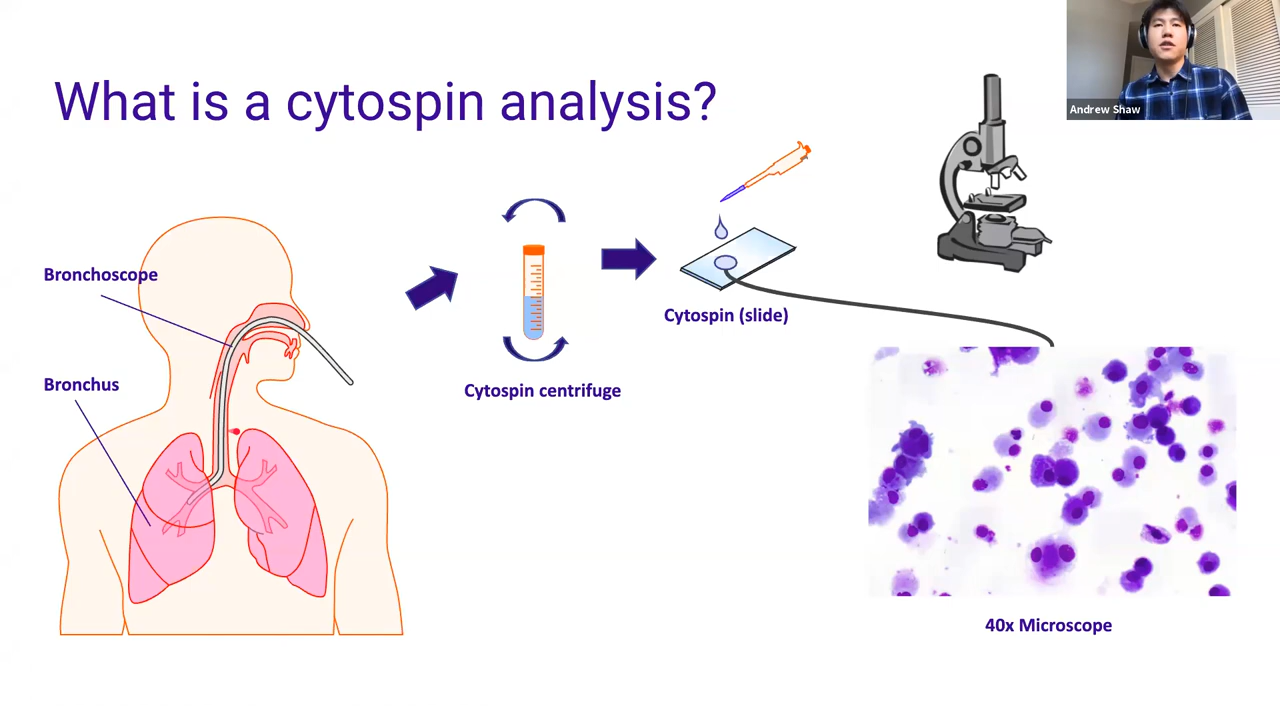 What is a cytospin analysis?
Andrew Shaw
Bronchoscope
Bronchus
Cytospin centrifuge
Cytospin (slide)
40x Microscope